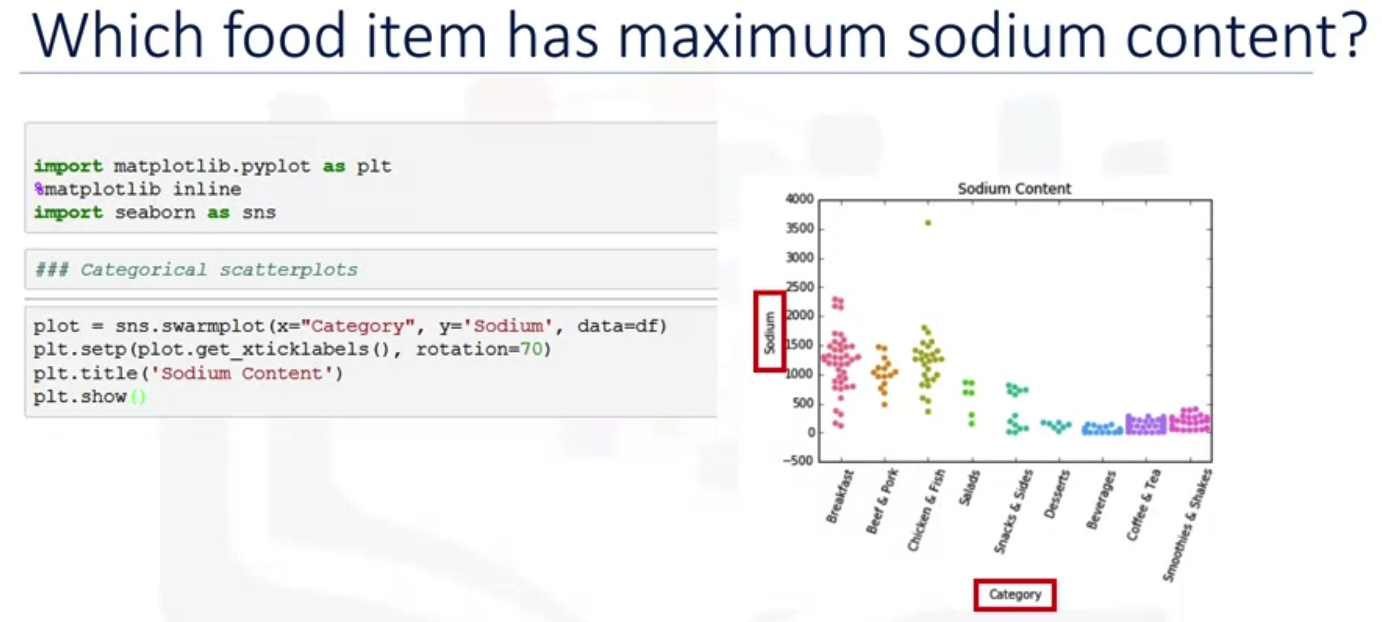 Which food item has maximum sodium content?
import matplotlib.pyplot as plt
%matplotlib inline
import seaborn as sns
### Categorical scatterplots
plot = sns.swarmplot(x="Category", y='Sodium', data=df)
plt.setp(plot.get_xticklabels(), rotation=70)
plt.title('Sodium Content')
plt.show()
Sodium Content
4000
3500
3000
2500
2000
1500
1000
500
0
−500
Sodium
Breakfast
Beef & Pork
Chicken & Fish
Salads
Snacks & Sides
Desserts
Beverages
Coffee & Tea
Smoothies & Shakes
Category